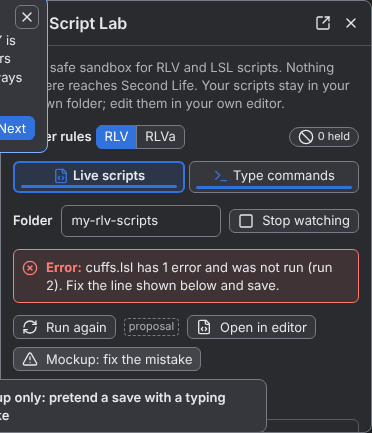 Script Lab
Y is
safe sandbox for RLV and LSL scripts. Nothing
ere reaches Second Life. Your scripts stay in your
wn folder; edit them in your own editor.
Next
er rules RLV RLVa 0 held
Live scripts Type commands
Folder my-rlv-scripts Stop watching
Error: cuffs.lsl has 1 error and was not run (run
2). Fix the line shown below and save.
Run again proposal Open in editor
Mockup: fix the mistake
up only: pretend a save with a typing
ke